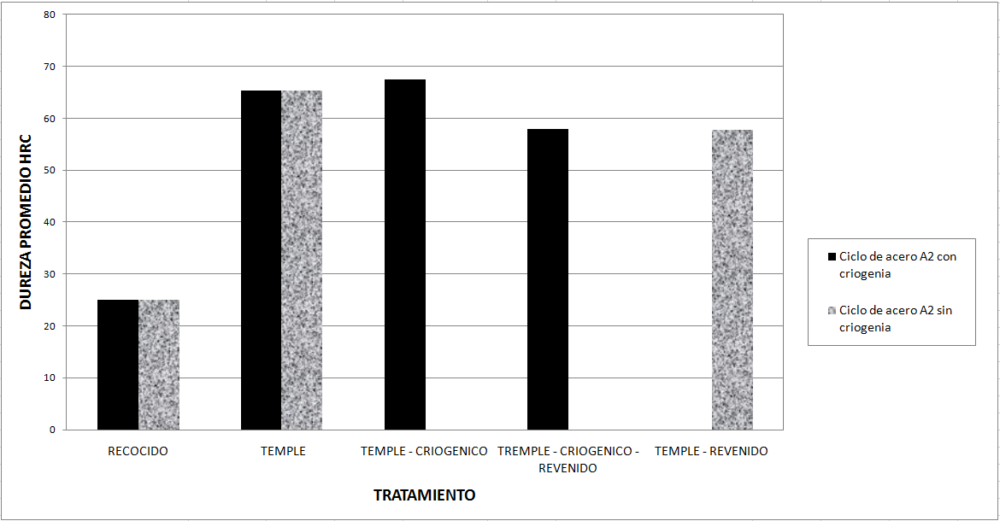 80
70
60
50
40
30
20
10
0
DUREZA PROMEDIO HRC
RECOCIDO
TEMPLE
TEMPLE - CRIOGENICO
TREMPLE - CRIOGENICO -
REVENIDO
TEMPLE - REVENIDO
TRATAMIENTO
Ciclo de acero A2 con
criogenia
Ciclo de acero A2 sin
criogenia